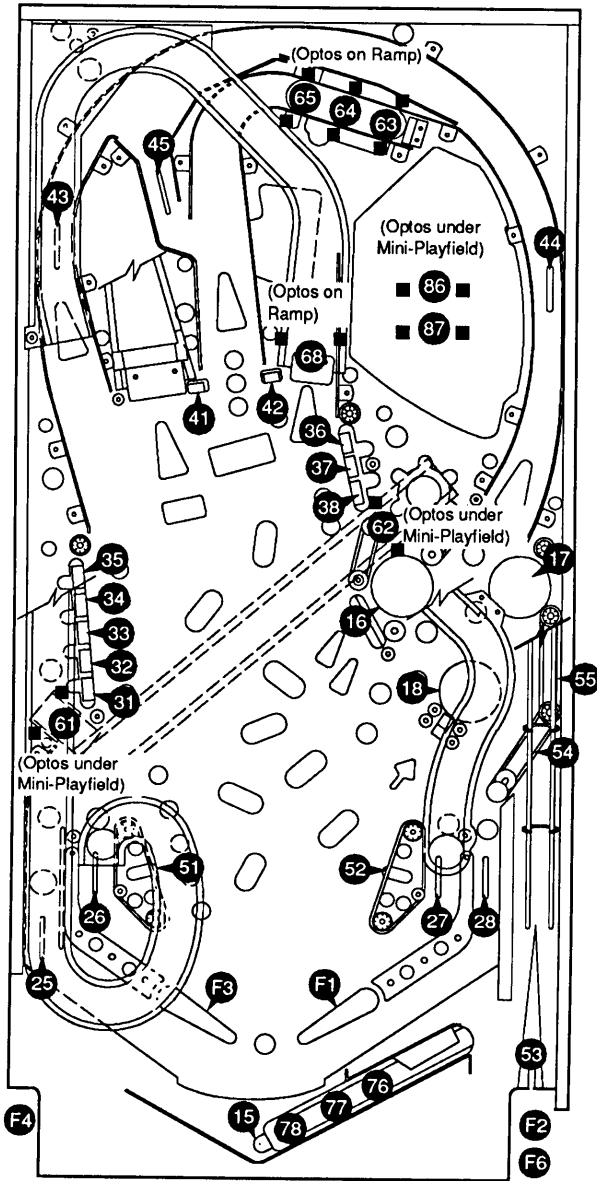 (Optos on Ramp)
65
64
63
45
43
(Optos under
Mini-Playfield)
44
86
87
(Optos on
Ramp)
68
41
42
36
37
38
(Optos under
Mini-Playfield)
62
17
35
34
16
33
32
55
18
31
61
54
(Optos under
Mini-Playfield)
51
52
26
27
28
25
F3
F1
53
76
77
15
78
F4
F2
F6